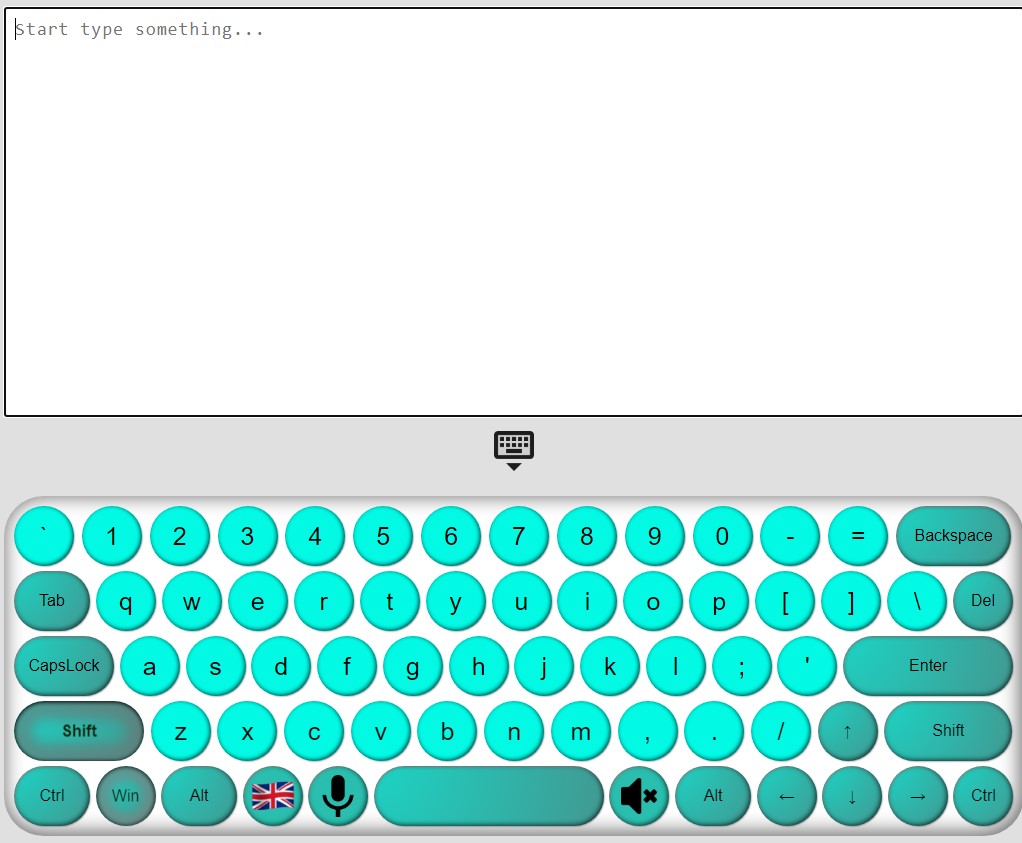 Start type something...
` 1 2 3 4 5 6 7 8 9 0 - = Backspace
Tab q w e r t y u i o p [ ] \ Del
CapsLock a s d f g h j k l ; ' Enter
Shift z x c v b n m , . / ↑ Shift
Ctrl Win Alt Alt ← ↓ → Ctrl